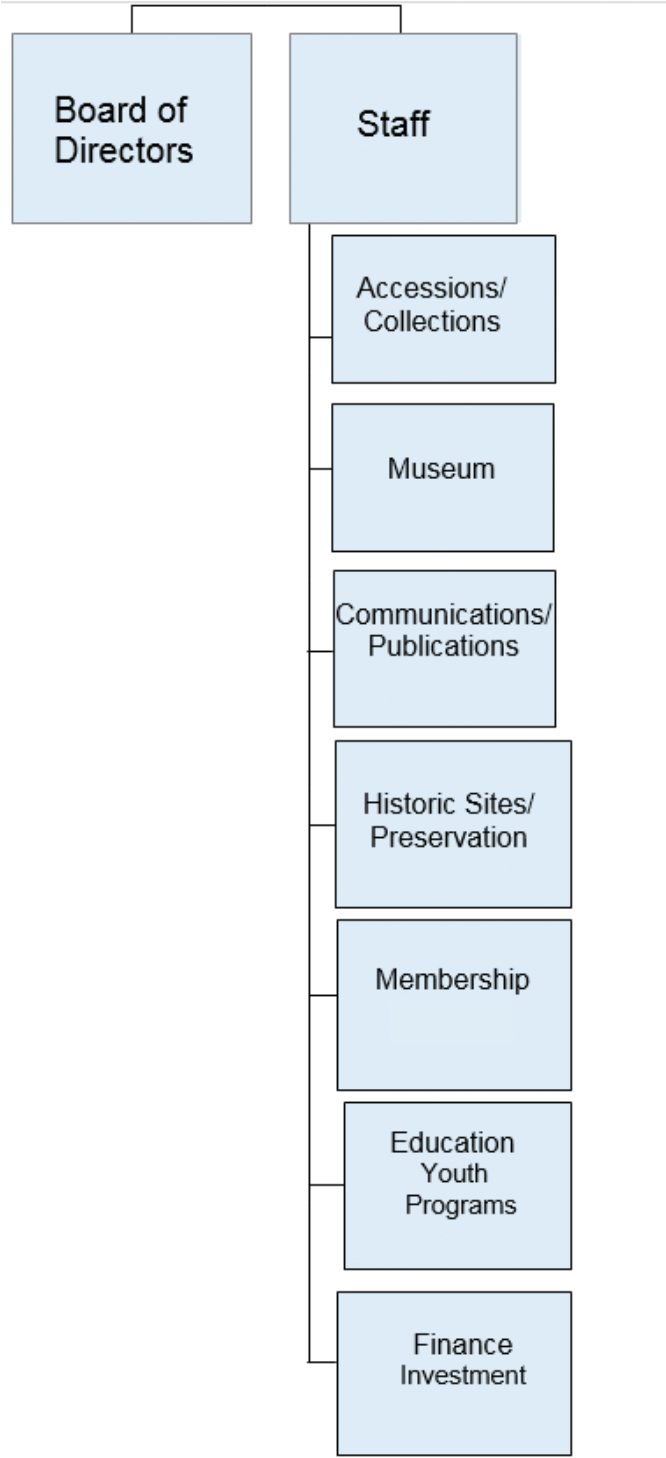 Board of
Directors
Staff
Accessions/
Collections
Museum
Communications/
Publications
Historic Sites/
Preservation
Membership
Education
Youth
Programs
Finance
Investment